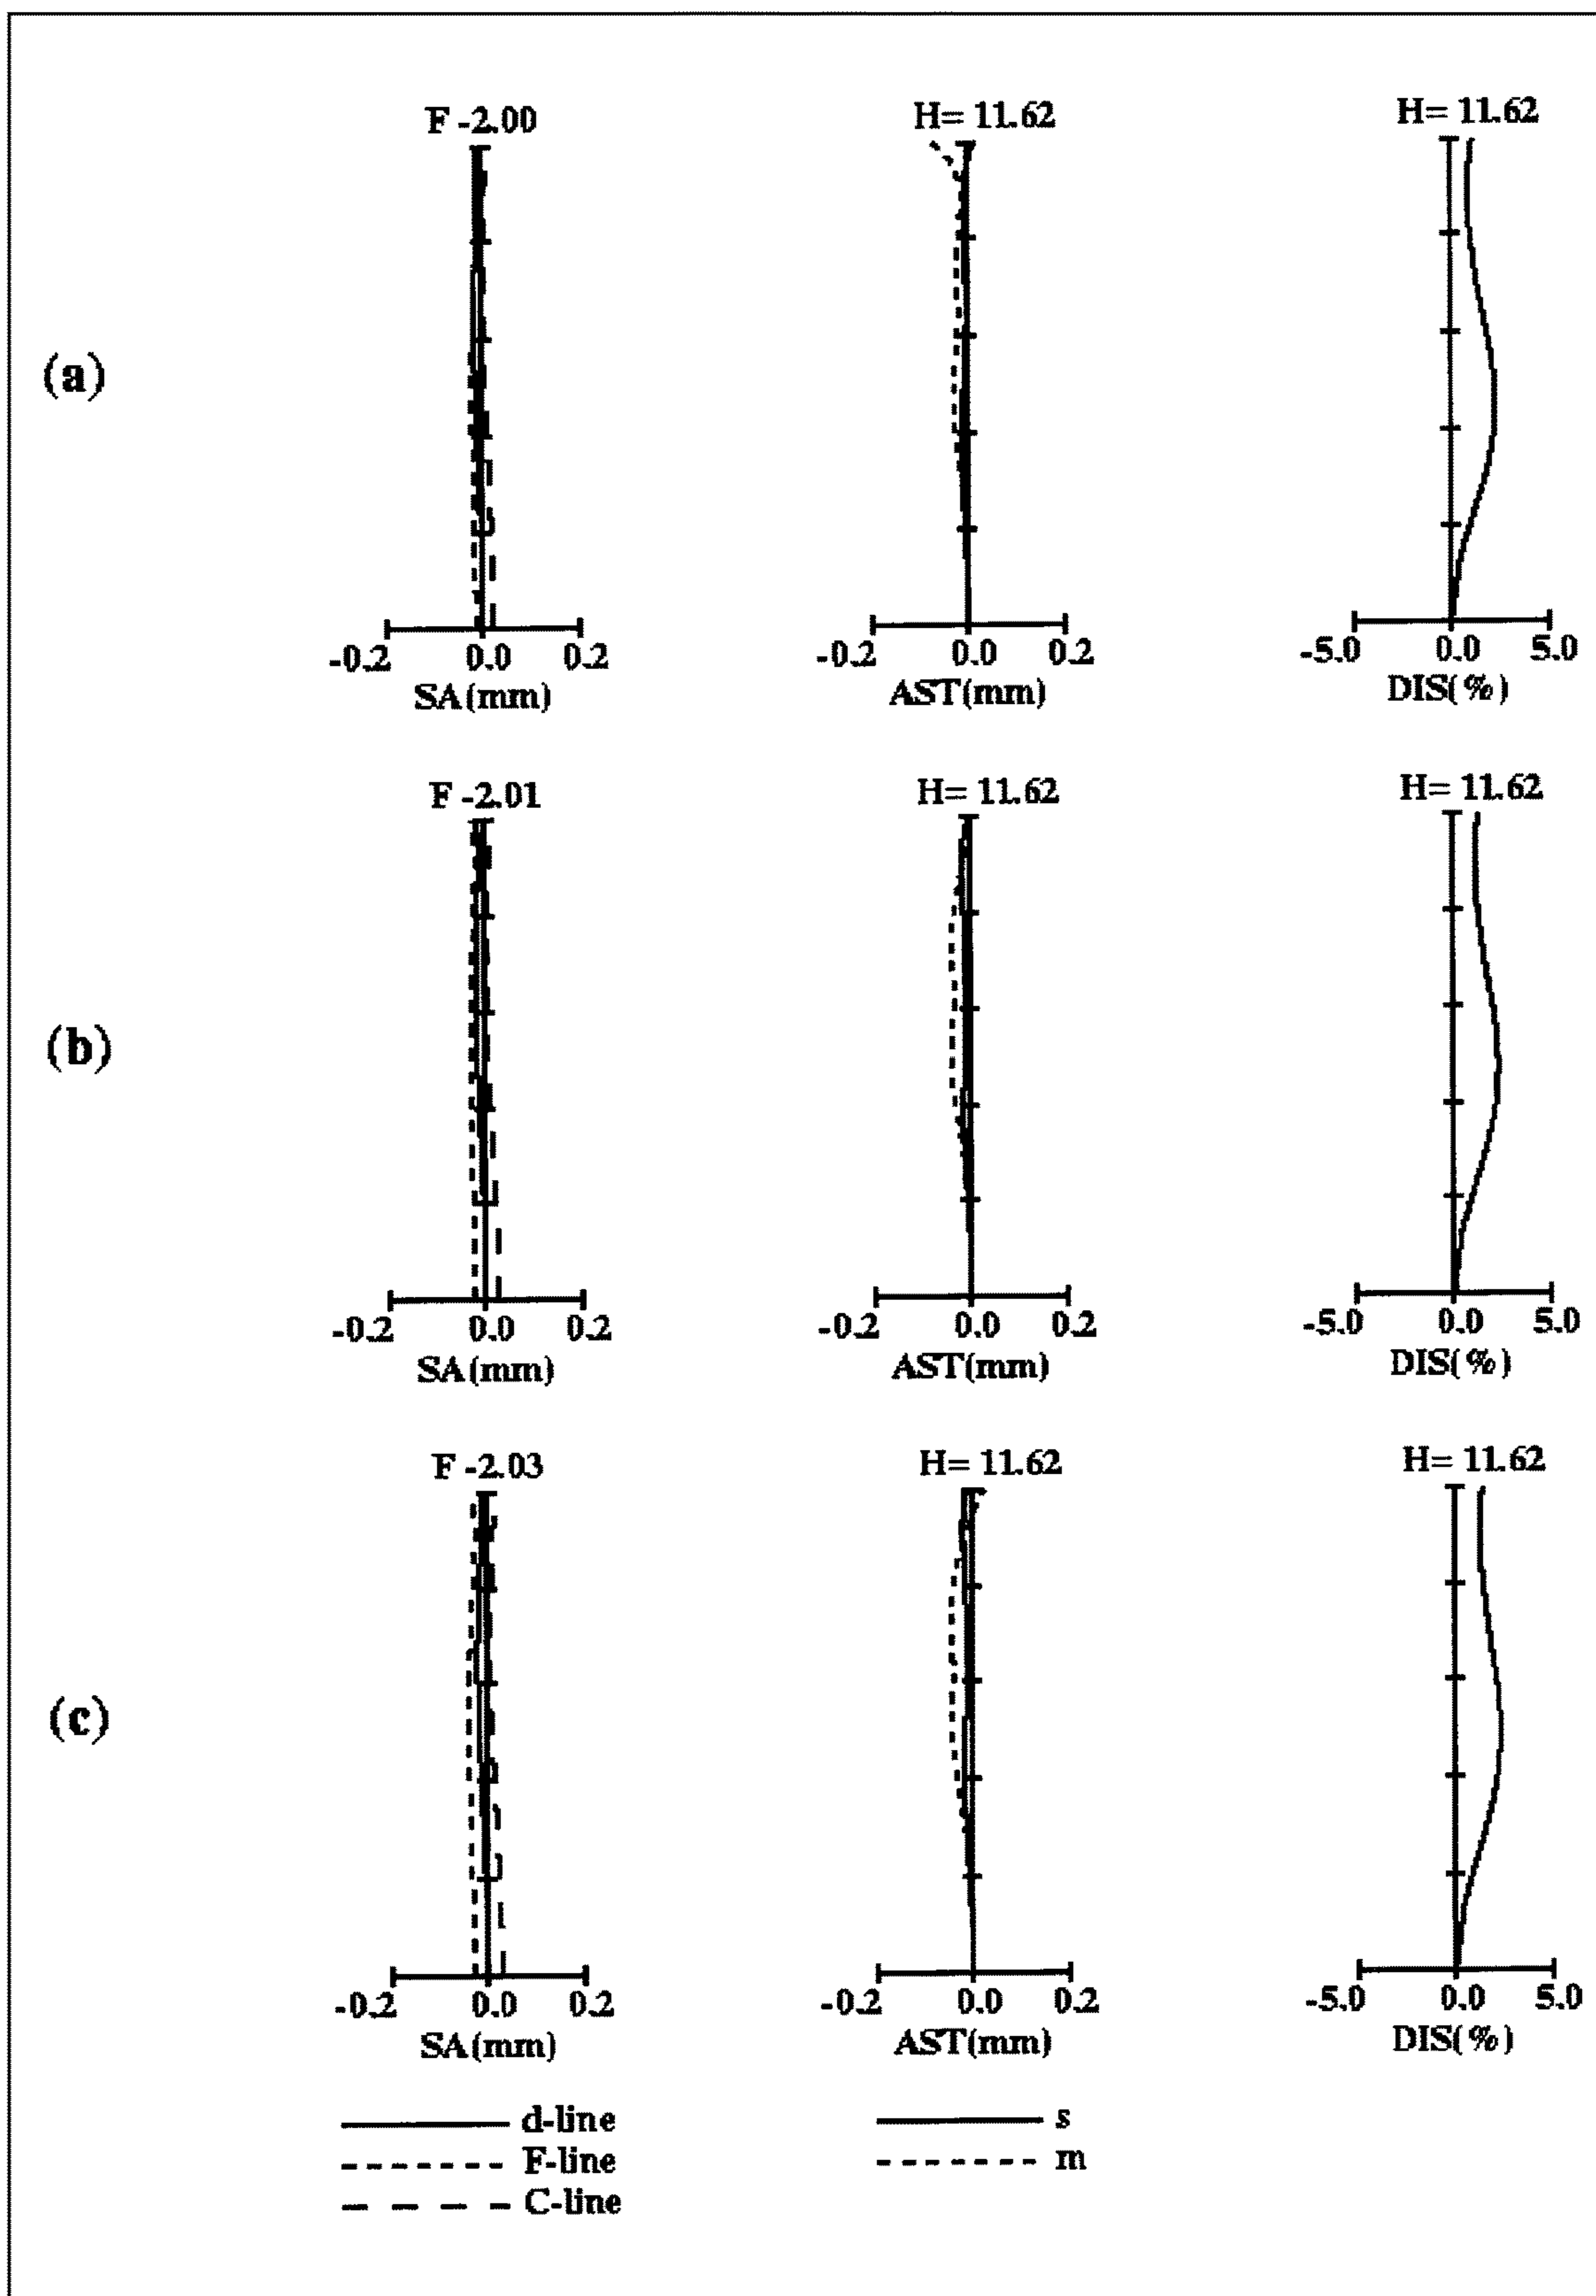 F -2.00 H= 11.62 H= 11.62
(a)
-0.2 0.0 0.2 -0.2 0.0 0.2 -5.0 0.0 5.0
SA(mm) AST(mm) DIS(%)
F -2.01 H= 11.62 H= 11.62
(b)
-0.2 0.0 0.2 -0.2 0.0 0.2 -5.0 0.0 5.0
SA(mm) AST(mm) DIS(%)
F -2.03 H= 11.62 H= 11.62
(c)
-0.2 0.0 0.2 -0.2 0.0 0.2 -5.0 0.0 5.0
SA(mm) AST(mm) DIS(%)
d-line s
F-line m
C-line